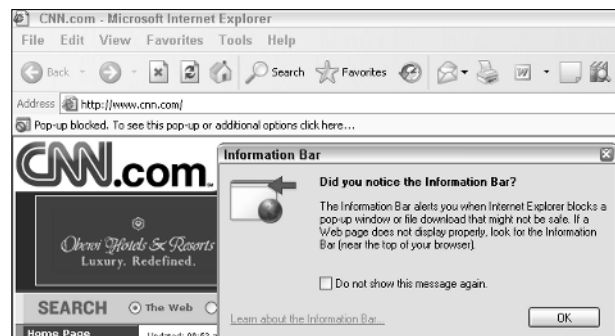 CNN.com - Microsoft Internet Explorer
File Edit View Favorites Tools Help
Back Search Favorites
Address http://www.cnn.com/
Pop-up blocked. To see this pop-up or additional options click here...
CNN.com
Information Bar
Did you notice the Information Bar?
The Information Bar alerts you when Internet Explorer blocks a
pop-up window or file download that might not be safe. If a
Web page does not display properly, look for the Information
Bar (near the top of your browser).
Do not show this message again.
Learn about the Information Bar...
OK
Oberoi Hotels & Resorts
Luxury. Redefined.
SEARCH The Web
Home Page
Updated: